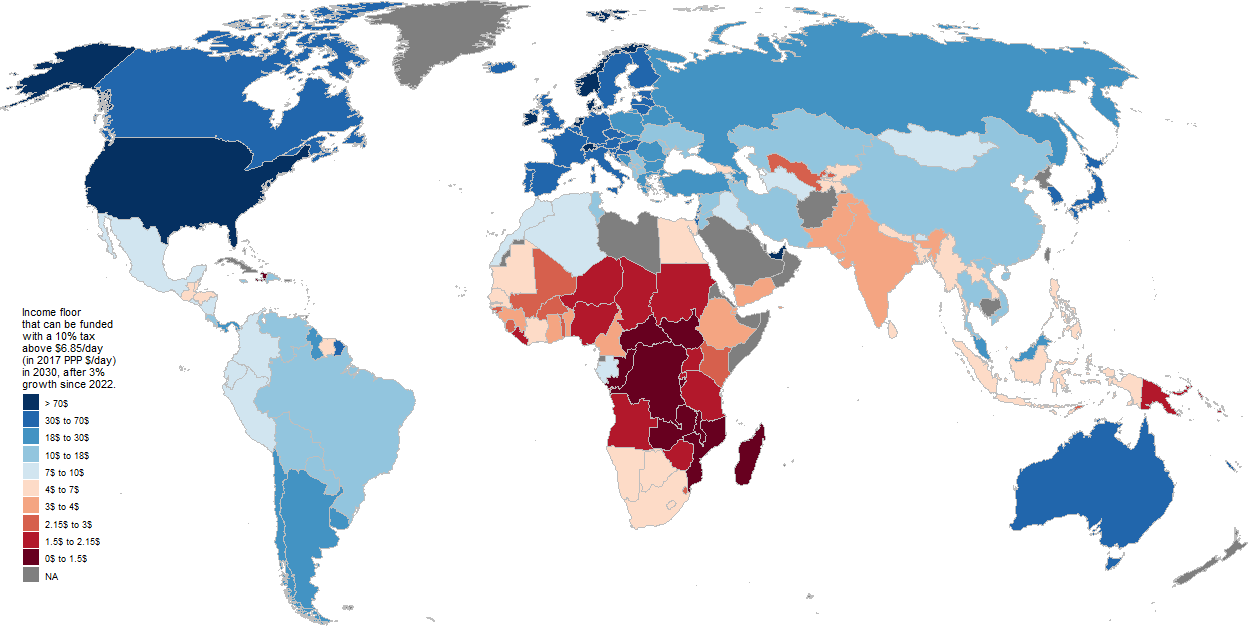 Income floor
that can be funded
with a 10% tax
above $6.85/day
(in 2017 PPP $/day)
in 2030, after 3%
growth since 2022.
> 70$
30$ to 70$
18$ to 30$
10$ to 18$
7$ to 10$
4$ to 7$
3$ to 4$
2.15$ to 3$
1.5$ to 2.15$
0$ to 1.5$
NA